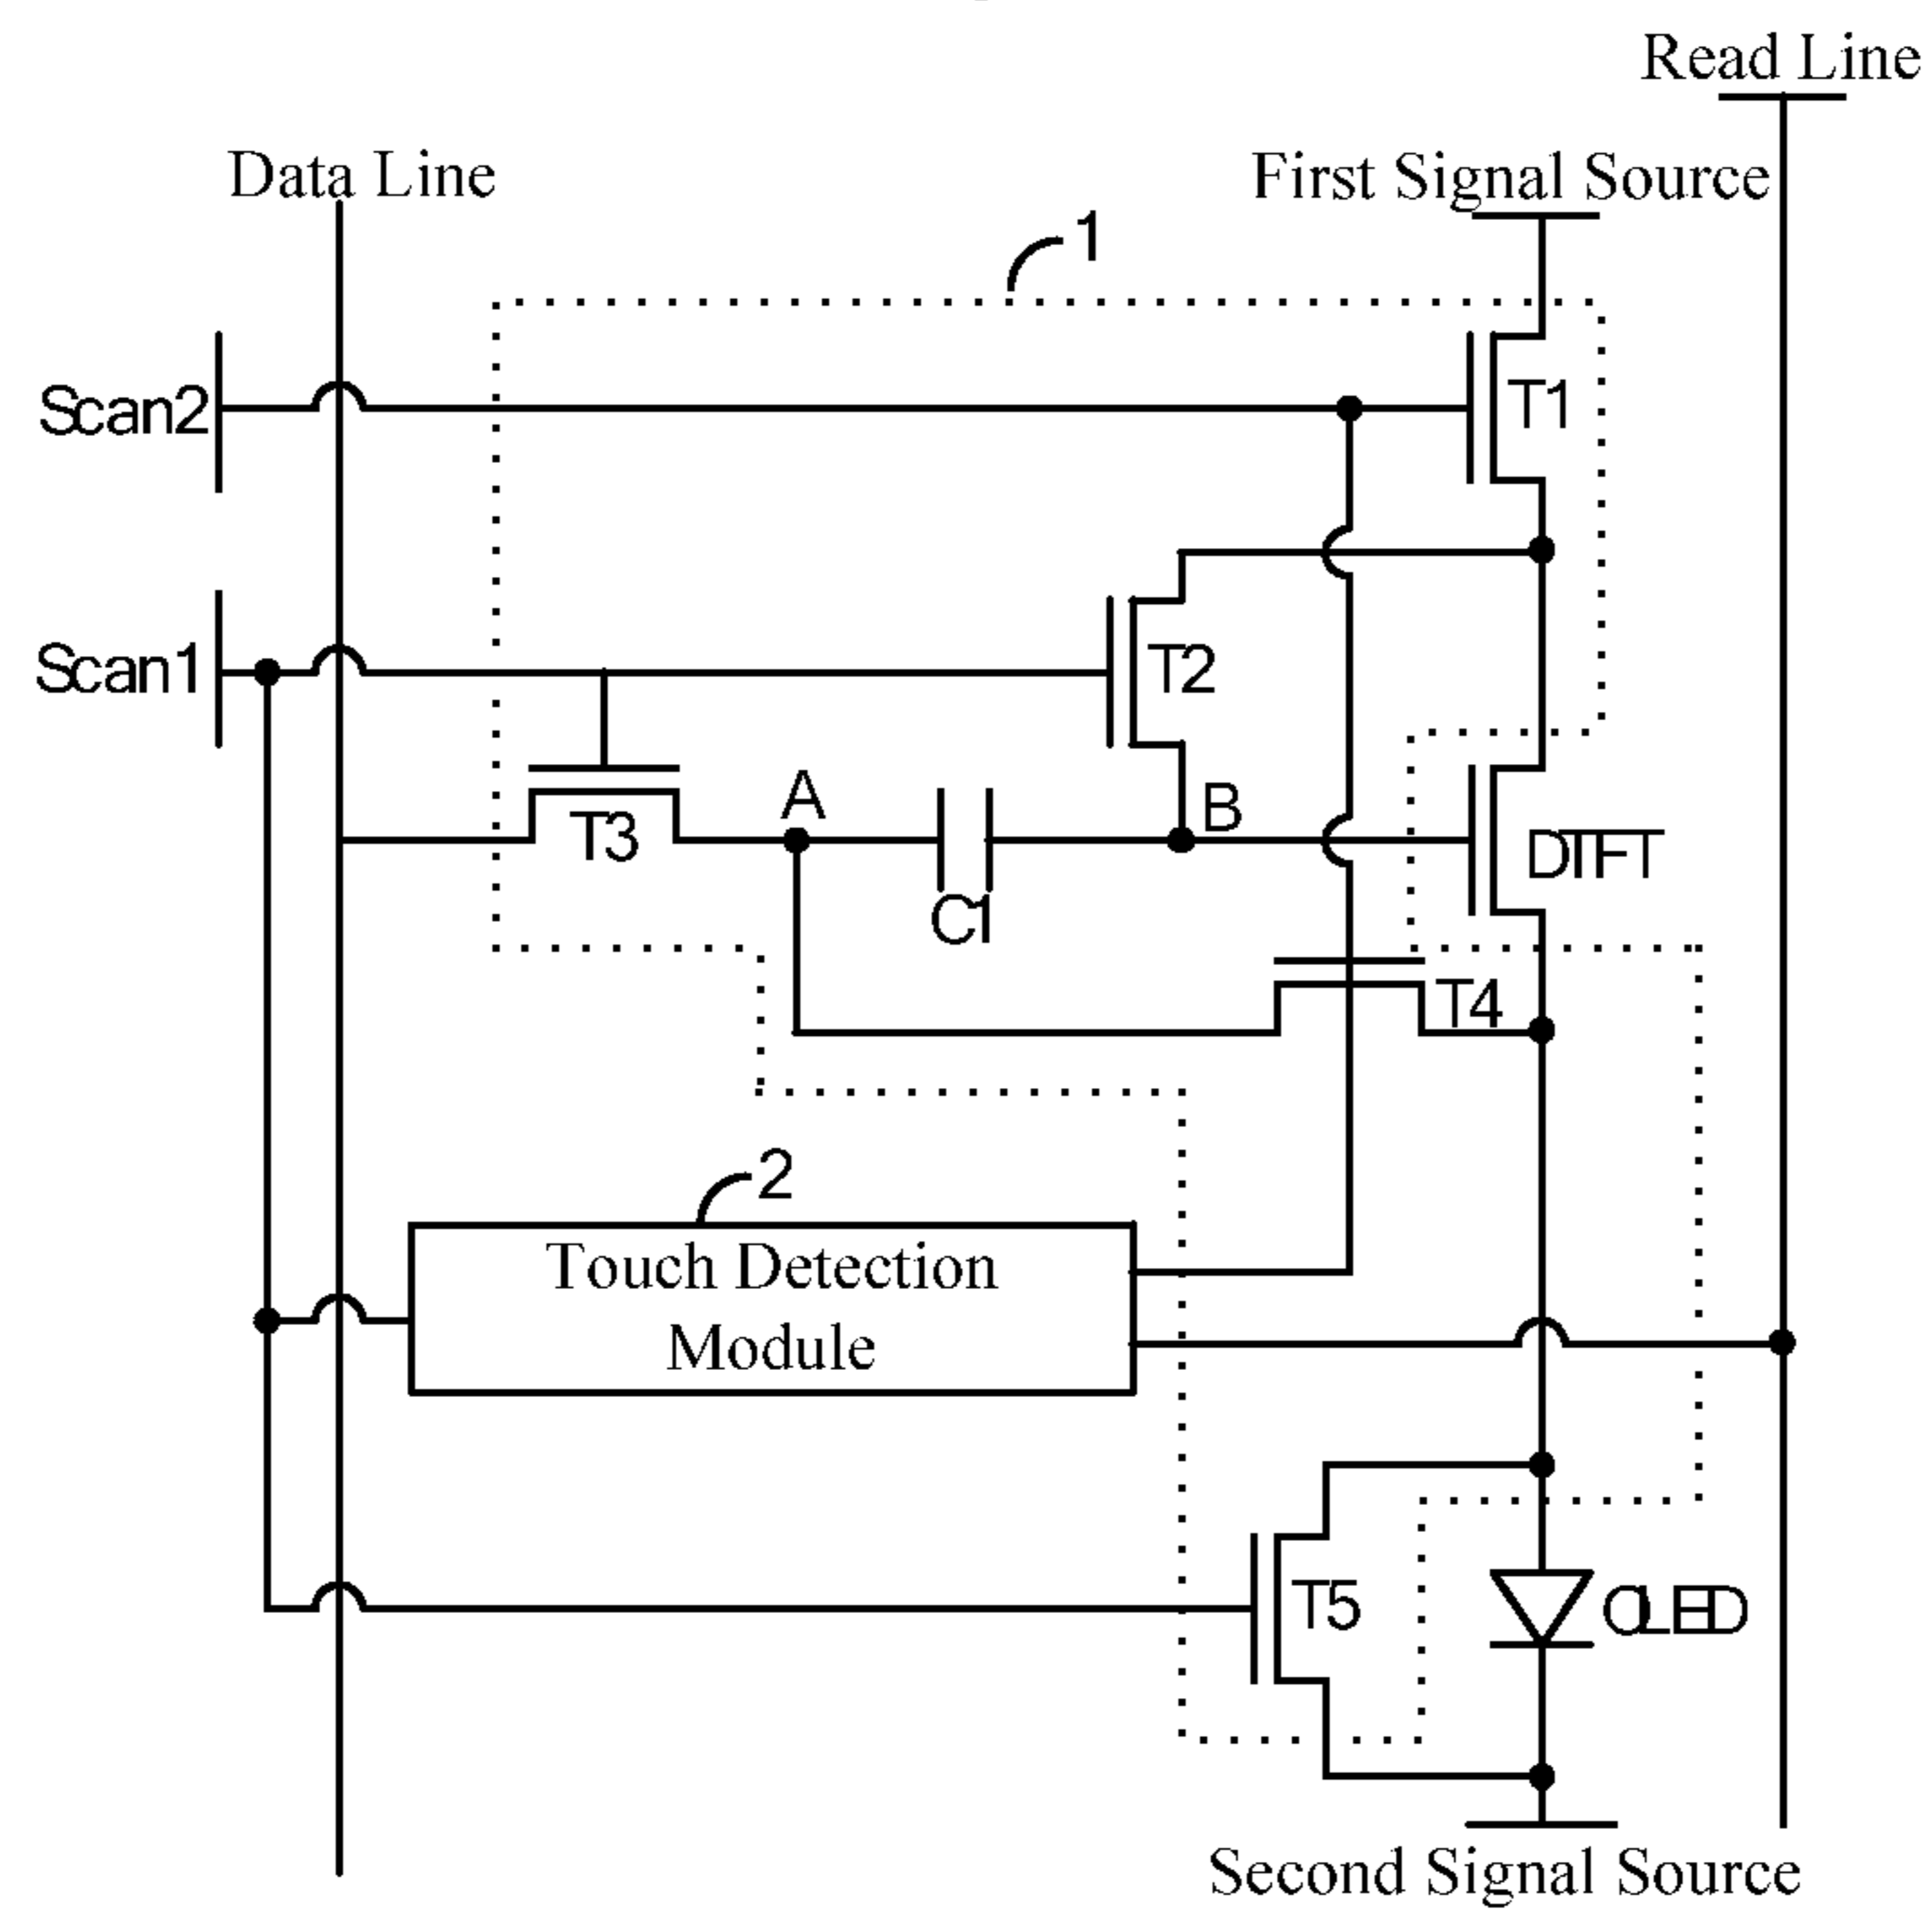 Read Line
Data Line
First Signal Source
1
Scan2
T1
Scan1
T2
A
B
T3
DTFT
C1
T4
2
Touch Detection
Module
T5
OLED
Second Signal Source